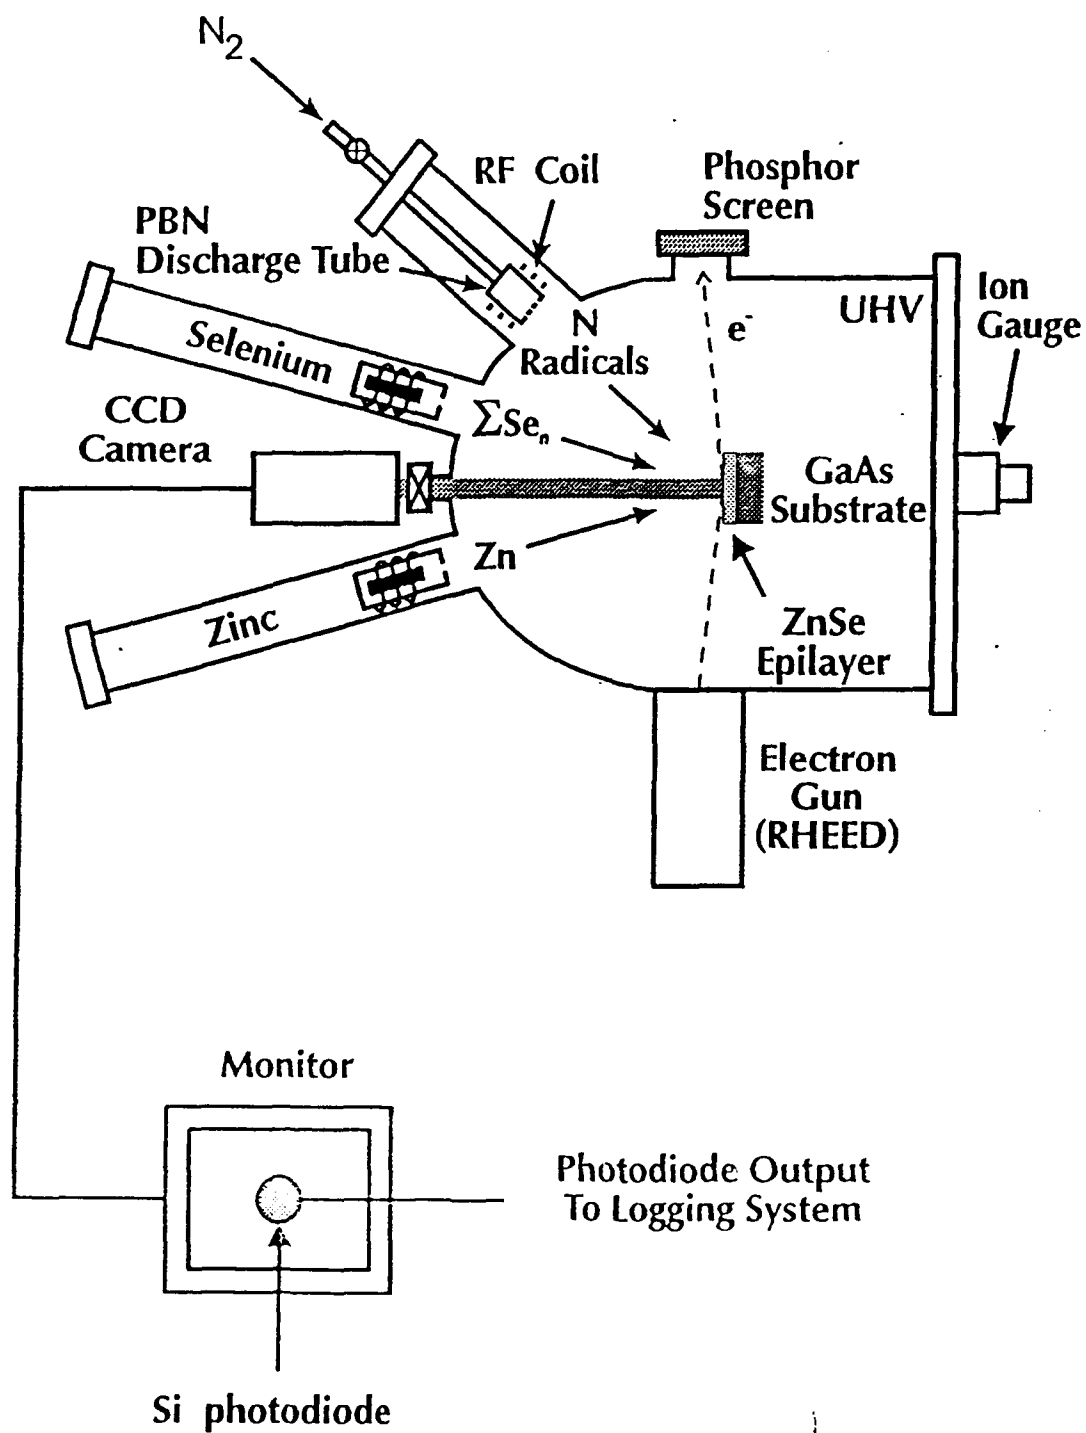 N2
RF Coil
Phosphor
Screen
PBN
Discharge Tube
Ion
Gauge
UHV
N
Radicals
e-
Selenium
CCD
Camera
ΣSen
GaAs
Substrate
Zn
Zinc
ZnSe
Epilayer
Electron
Gun
(RHEED)
Monitor
Photodiode Output
To Logging System
Si photodiode